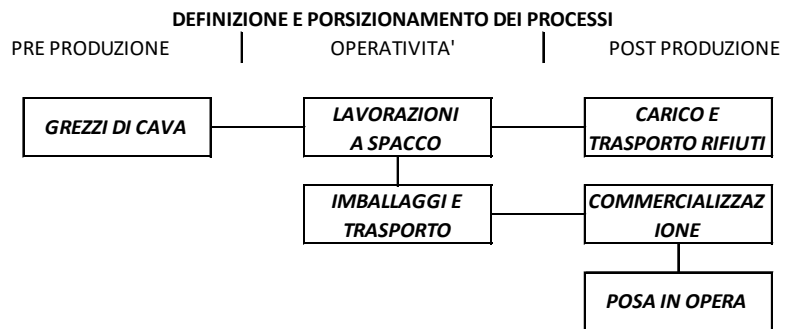 DEFINIZIONE E PORSIZIONAMENTO DEI PROCESSI
PRE PRODUZIONE
OPERATIVITA'
POST PRODUZIONE
GREZZI DI CAVA
LAVORAZIONI
A SPACCO
CARICO E
TRASPORTO RIFIUTI
IMBALLAGGI E
TRASPORTO
COMMERCIALIZZAZ
IONE
POSA IN OPERA